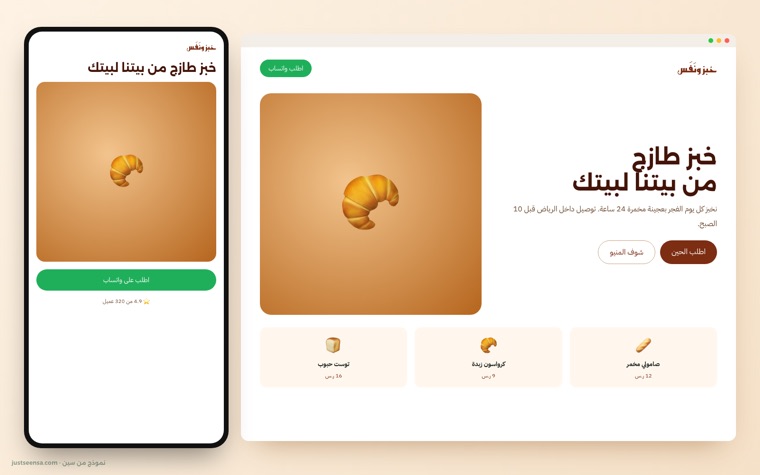 خبز ونَفَس
خبز طازج من بيتنا لبيتك
اطلب على واتساب
⭐ 4.9 من 320 عميل
خبز ونَفَس
اطلب واتساب
خبز طازج
من بيتنا لبيتك
نخبز كل يوم الفجر بعجينة مخمرة 24 ساعة. توصيل داخل الرياض قبل 10
الصبح.
اطلب الحين
شوف المنيو
صامولي مخمر
12 ر.س
كرواسون زبدة
9 ر.س
توست حبوب
16 ر.س
نموذج من سين · justseensa.com